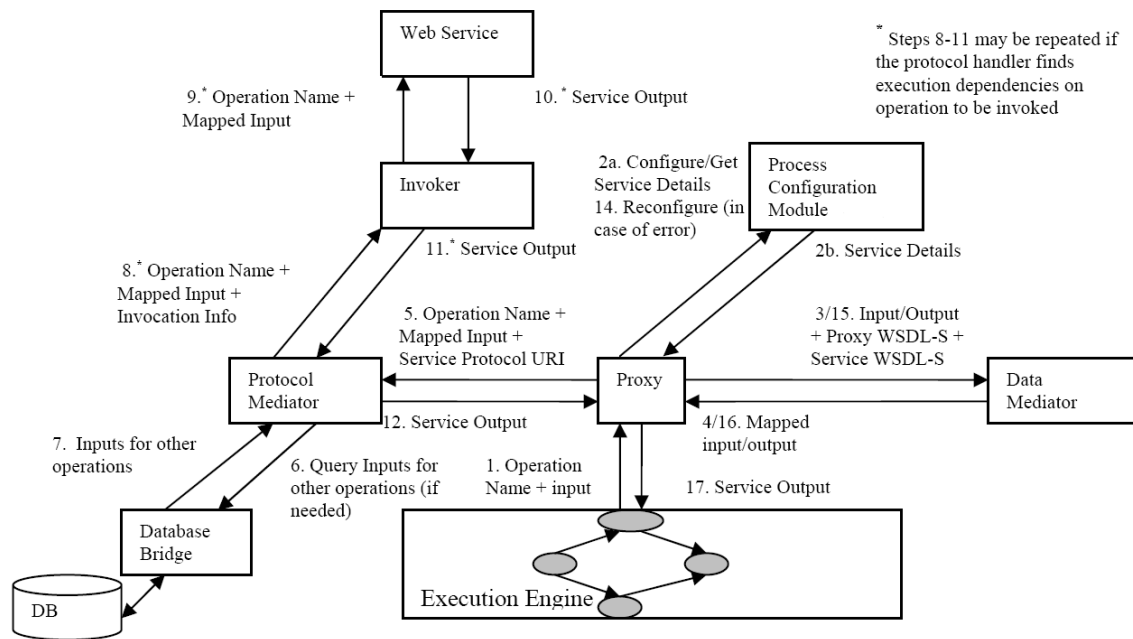 Web Service
* Steps 8-11 may be repeated if
the protocol handler finds
execution dependencies on
operation to be invoked
9.* Operation Name +
Mapped Input
10.* Service Output
Invoker
2a. Configure/Get
Service Details
14. Reconfigure (in
case of error)
Process
Configuration
Module
11.* Service Output
2b. Service Details
8.* Operation Name +
Mapped Input +
Invocation Info
5. Operation Name +
Mapped Input +
Service Protocol URI
3/15. Input/Output
+ Proxy WSDL-S +
Service WSDL-S
Protocol
Mediator
Proxy
Data
Mediator
12. Service Output
4/16. Mapped
input/output
7. Inputs for other
operations
6. Query Inputs for
other operations (if
needed)
1. Operation
Name + input
17. Service Output
Database
Bridge
DB
Execution Engine